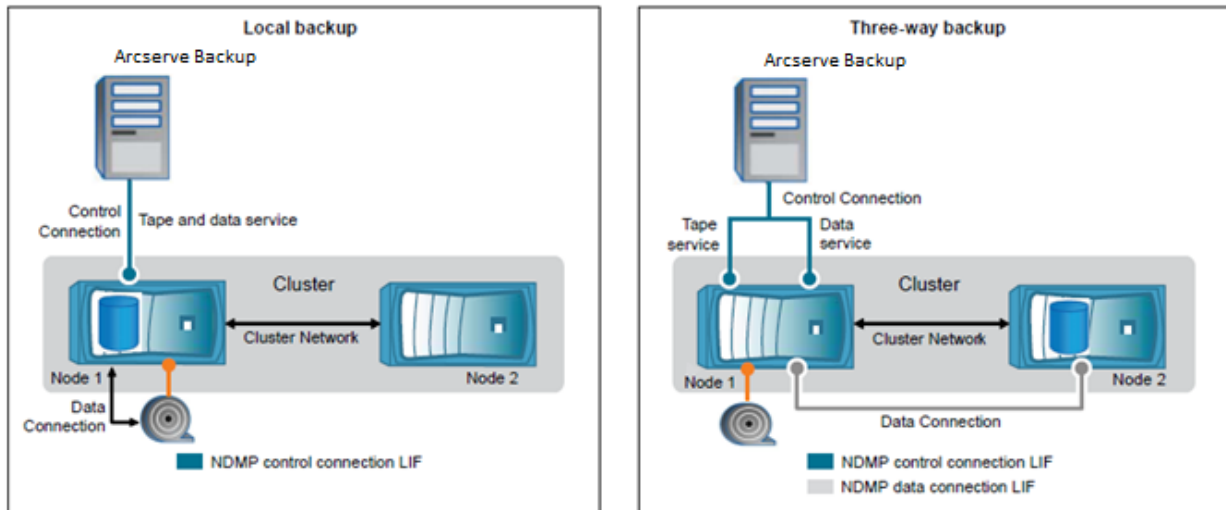 Local backup
Arcserve Backup
Control
Connection
Tape and data service
Cluster
Cluster Network
Node 1
Node 2
Data
Connection
NDMP control connection LIF
Three-way backup
Arcserve Backup
Control Connection
Tape
service
Data
service
Cluster
Cluster Network
Node 1
Node 2
Data Connection
NDMP control connection LIF
NDMP data connection LIF